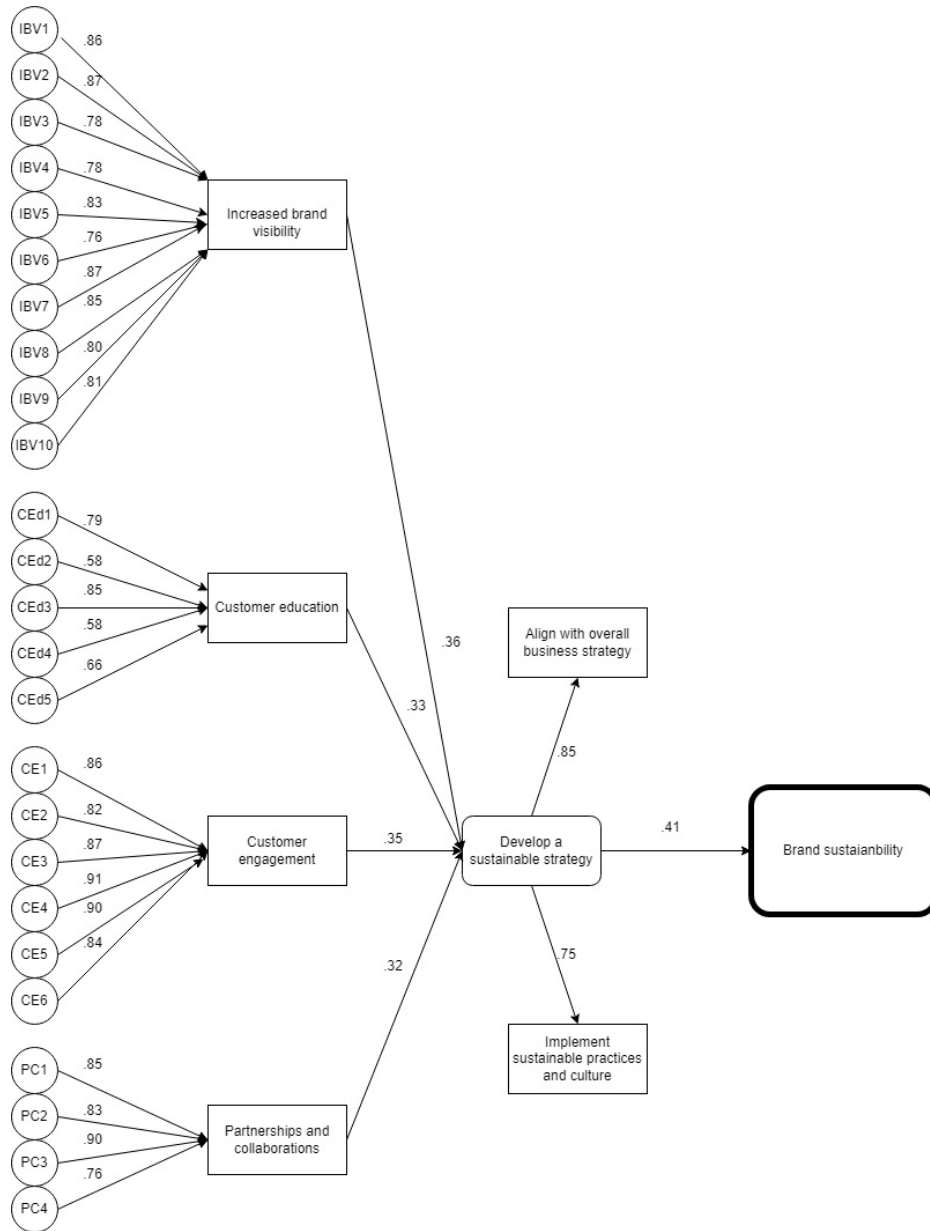 IBV1
.86
IBV2
.87
IBV3
.78
IBV4
.78
IBV5
.83
IBV6
.76
IBV7
.87
IBV8
.85
IBV9
.80
IBV10
.81
Increased brand
visibility
CEd1
.79
CEd2
.58
CEd3
.85
CEd4
.58
CEd5
.66
Customer education
CE1
.86
CE2
.82
CE3
.87
CE4
.91
CE5
.90
CE6
.84
Customer
engagement
PC1
.85
PC2
.83
PC3
.90
PC4
.76
Partnerships and
collaborations
.36
.33
.35
.32
Develop a
sustainable strategy
Align with overall
business strategy
.85
.75
Implement
sustainable practices
and culture
.41
Brand sustaianbility